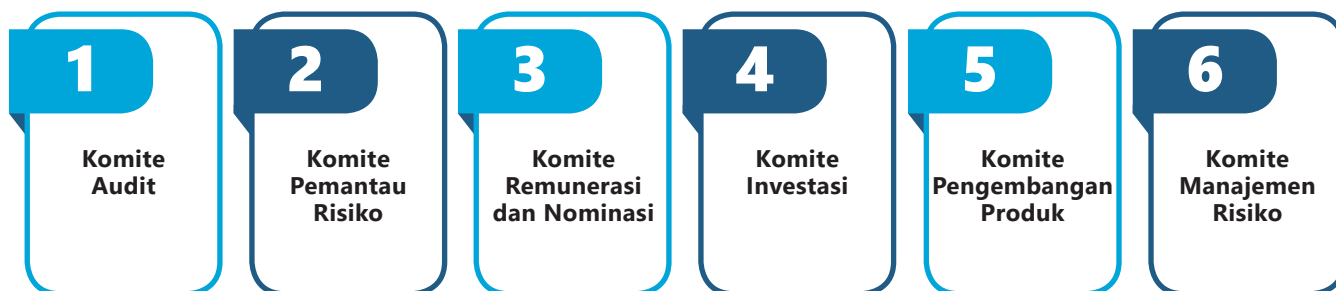 1
Komite
Audit
2
Komite
Pemantau
Risiko
3
Komite
Remunerasi
dan Nominasi
4
Komite
Investasi
5
Komite
Pengembangan
Produk
6
Komite
Manajemen
Risiko